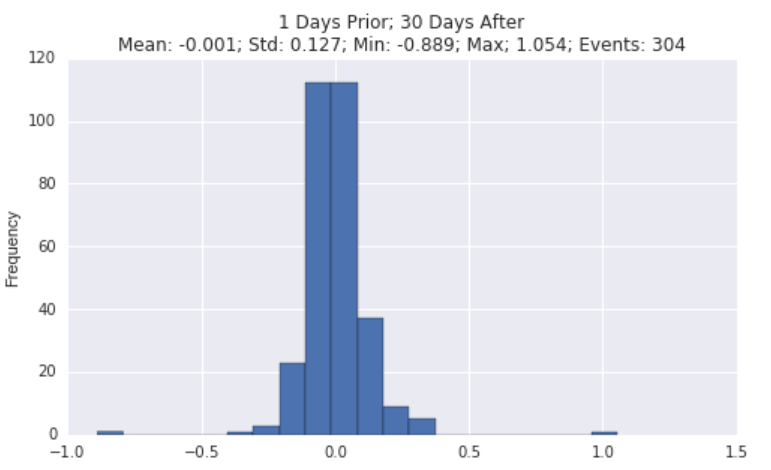 1 Days Prior; 30 Days After
Mean: -0.001; Std: 0.127; Min: -0.889; Max; 1.054; Events: 304
120
100
80
60
40
20
0
Frequency
−1.0 −0.5 0.0 0.5 1.0 1.5